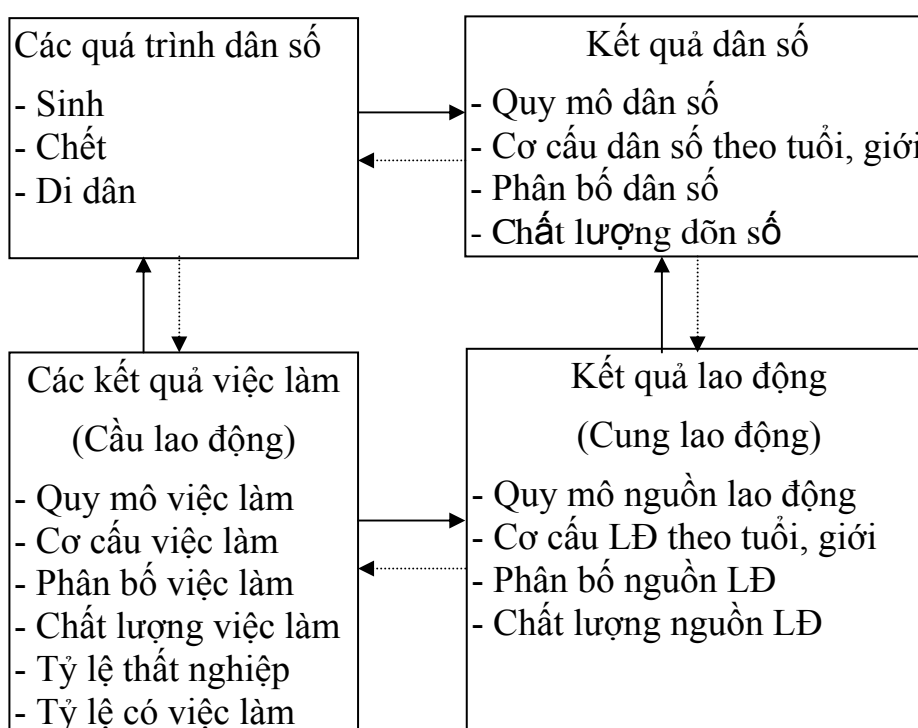 Các quá trình dân số
- Sinh
- Chết
- Di dân
Kết quả dân số
- Quy mô dân số
- Cơ cấu dân số theo tuổi, giới
- Phân bố dân số
- Chất lượng dõn số
Các kết quả việc làm
(Cầu lao động)
- Quy mô việc làm
- Cơ cấu việc làm
- Phân bố việc làm
- Chất lượng việc làm
- Tỷ lệ thất nghiệp
- Tỷ lệ có việc làm
Kết quả lao động
(Cung lao động)
- Quy mô nguồn lao động
- Cơ cấu LĐ theo tuổi, giới
- Phân bố nguồn LĐ
- Chất lượng nguồn LĐ